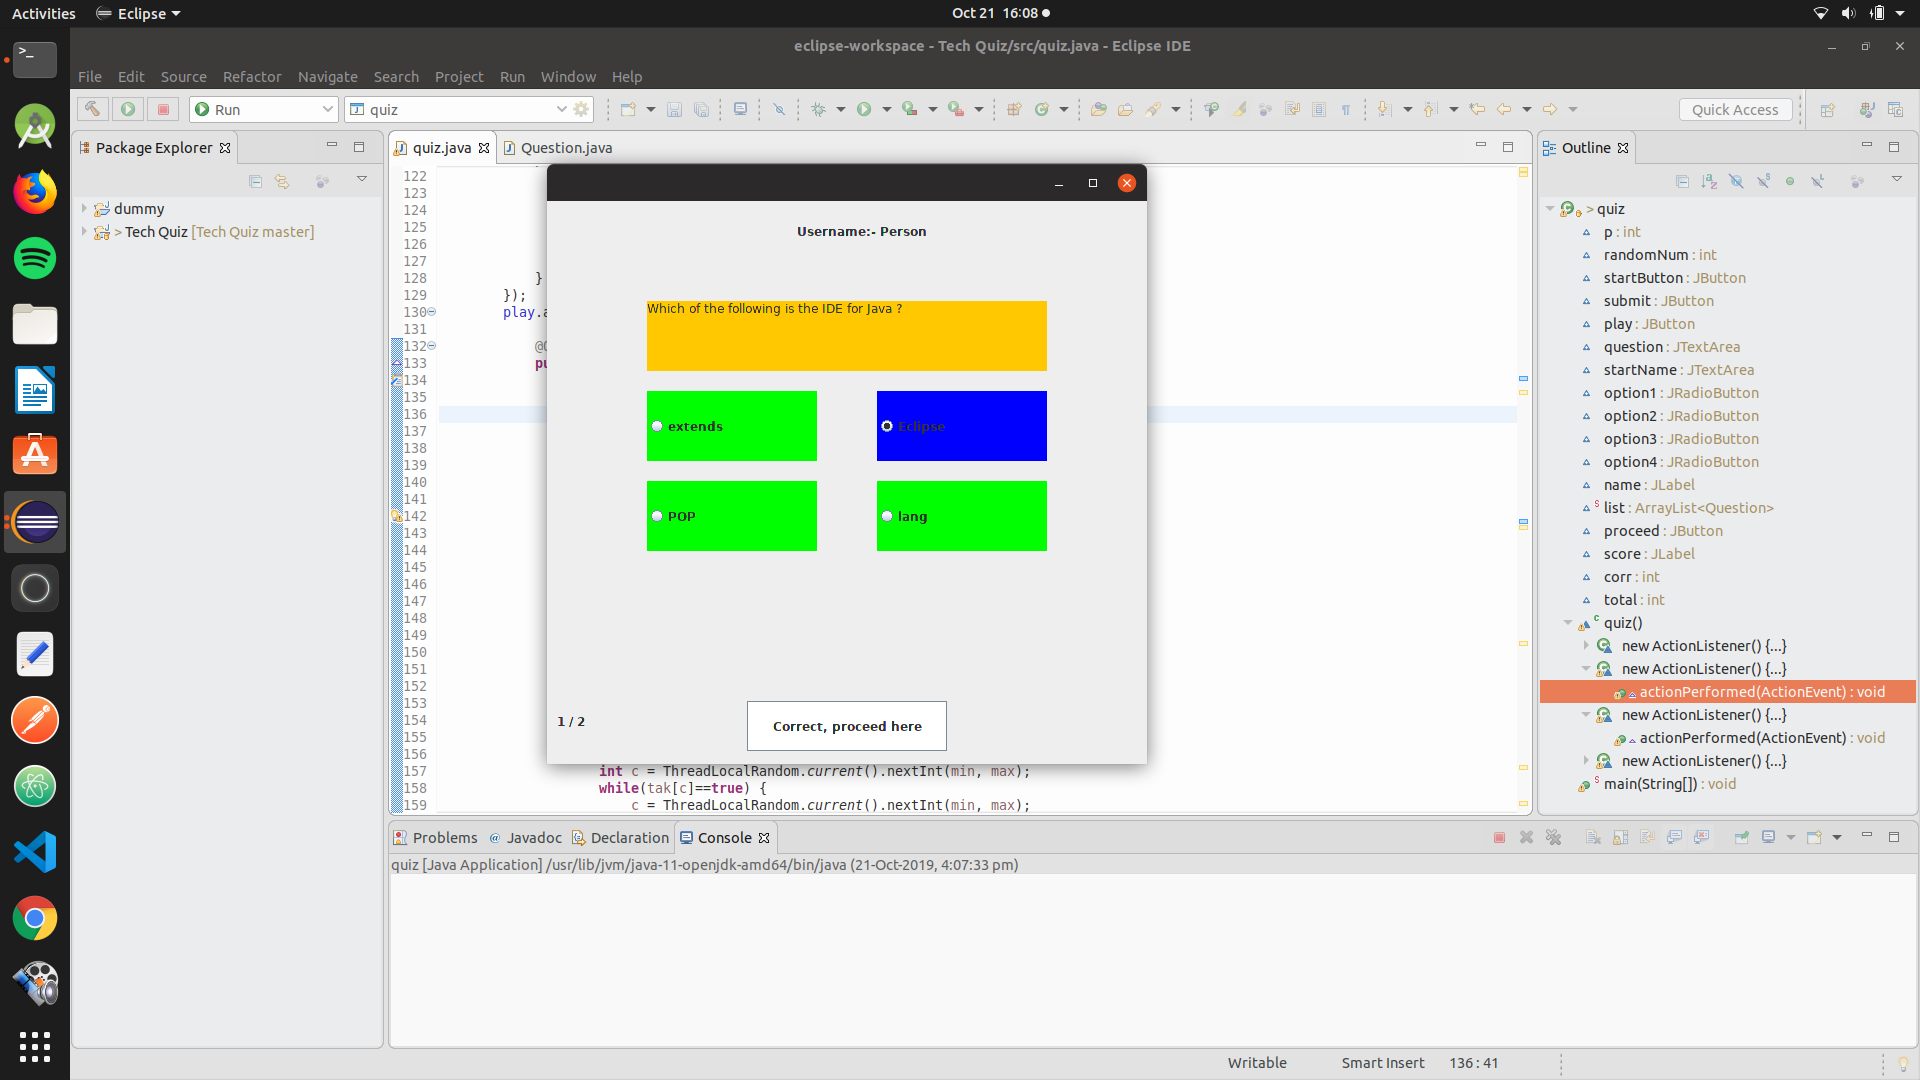 Activities Eclipse Oct 21 16:08
eclipse-workspace - Tech Quiz/src/quiz.java - Eclipse IDE
File Edit Source Refactor Navigate Search Project Run Window Help
Run quiz Quick Access
Package Explorer
dummy
> Tech Quiz [Tech Quiz master]
quiz.java Question.java
122
123
124
125
126
127
128 }
129 });
130 play.a
131
132 @
133 pu
134
135
136
137
138
139
140
141
142
143
144
145
146
147
148
149
150
151
152
153
154
155
156
157 int c = ThreadLocalRandom.current().nextInt(min, max);
158 while(tak[c]==true) {
159 c = ThreadLocalRandom.current().nextInt(min, max);
Username:- Person
Which of the following is the IDE for Java ?
extends Eclipse
POP lang
1 / 2
Correct, proceed here
Outline
> quiz
p : int
randomNum : int
startButton : JButton
submit : JButton
play : JButton
question : JTextArea
startName : JTextArea
option1 : JRadioButton
option2 : JRadioButton
option3 : JRadioButton
option4 : JRadioButton
name : JLabel
list : ArrayList<Question>
proceed : JButton
score : JLabel
corr : int
total : int
quiz()
new ActionListener() {...}
new ActionListener() {...}
actionPerformed(ActionEvent) : void
new ActionListener() {...}
actionPerformed(ActionEvent) : void
new ActionListener() {...}
main(String[]) : void
Problems @ Javadoc Declaration Console
quiz [Java Application] /usr/lib/jvm/java-11-openjdk-amd64/bin/java (21-Oct-2019, 4:07:33 pm)
Writable Smart Insert 136 : 41